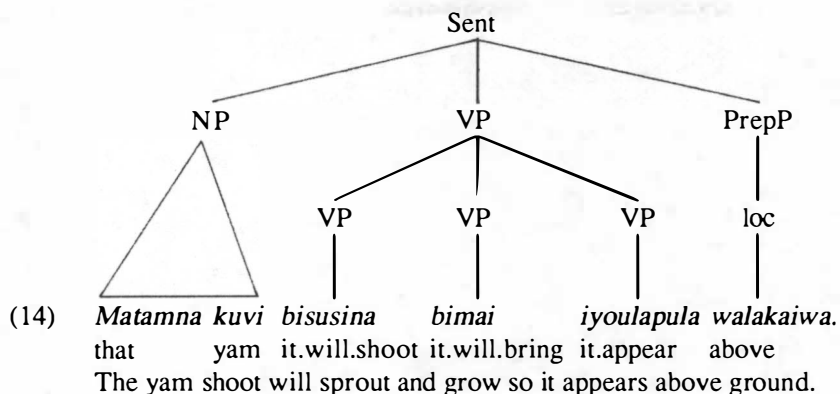 Sent
NP VP PrepP
VP VP VP loc
(14) Matamna kuvi bisusina bimai iyoulapula walakaiwa.
that yam it.will.shoot it.will.bring it.appear above
The yam shoot will sprout and grow so it appears above ground.